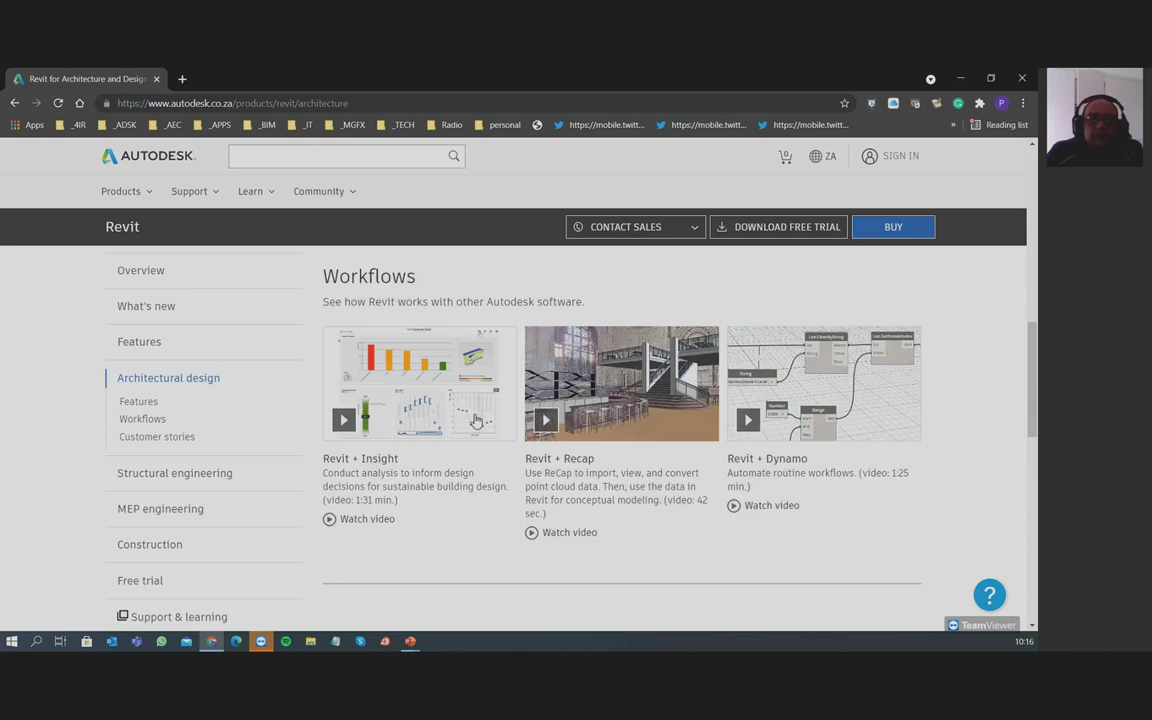 Revit for Architecture and Design
https://www.autodesk.co.za/products/revit/architecture
P
Apps _4IR _ADSK _AEC _APPS _BIM _IT _MGFX _TECH Radio personal https://mobile.twitt... https://mobile.twitt... https://mobile.twitt... » Reading list
AUTODESK.
0 ZA SIGN IN
Products Support Learn Community
Revit
CONTACT SALES DOWNLOAD FREE TRIAL BUY
Overview
What's new
Features
Architectural design
Features
Workflows
Customer stories
Structural engineering
MEP engineering
Construction
Free trial
Support & learning
Workflows
See how Revit works with other Autodesk software.
Revit + Insight
Conduct analysis to inform design
decisions for sustainable building design.
(video: 1:31 min.)
Watch video
Revit + Recap
Use ReCap to import, view, and convert
point cloud data. Then, use the data in
Revit for conceptual modeling. (video: 42
sec.)
Watch video
String
Number
Range
Revit + Dynamo
Automate routine workflows. (video: 1:25
min.)
Watch video
?
TeamViewer
10:16